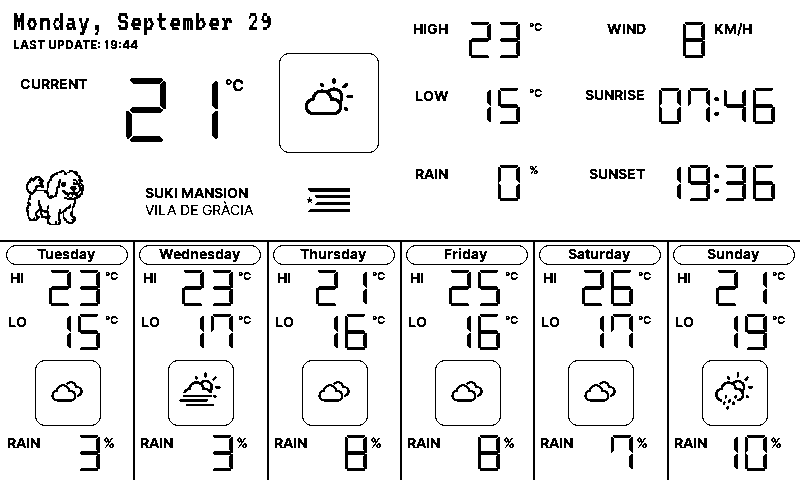 Monday, September 29
LAST UPDATE: 19:44
CURRENT 21 °C
HIGH 23 °C
WIND 8 KM/H
LOW 15 °C
SUNRISE 07:46
RAIN 0 %
SUNSET 19:36
SUKI MANSION
VILA DE GRÀCIA
Tuesday
HI 23 °C
LO 15 °C
RAIN 3 %
Wednesday
HI 23 °C
LO 17 °C
RAIN 3 %
Thursday
HI 21 °C
LO 16 °C
RAIN 8 %
Friday
HI 25 °C
LO 16 °C
RAIN 8 %
Saturday
HI 26 °C
LO 17 °C
RAIN 7 %
Sunday
HI 21 °C
LO 19 °C
RAIN 10 %